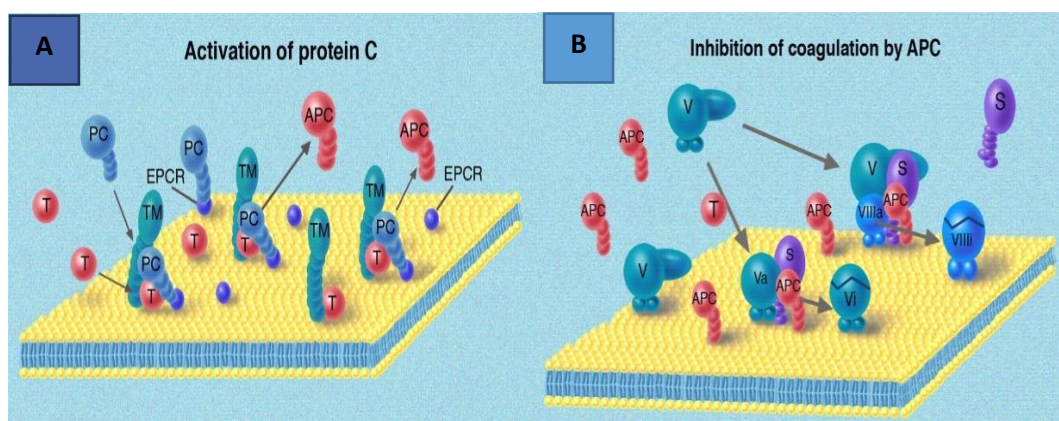 A
Activation of protein C
PC
PC
APC
APC
EPCR
EPCR
TM
TM
TM
TM
T
T
T
T
T
T
T
PC
PC
PC
B
Inhibition of coagulation by APC
V
S
APC
V
S
APC
APC
T
APC
VIIIa
VIIIi
V
Va
S
APC
APC
Vi